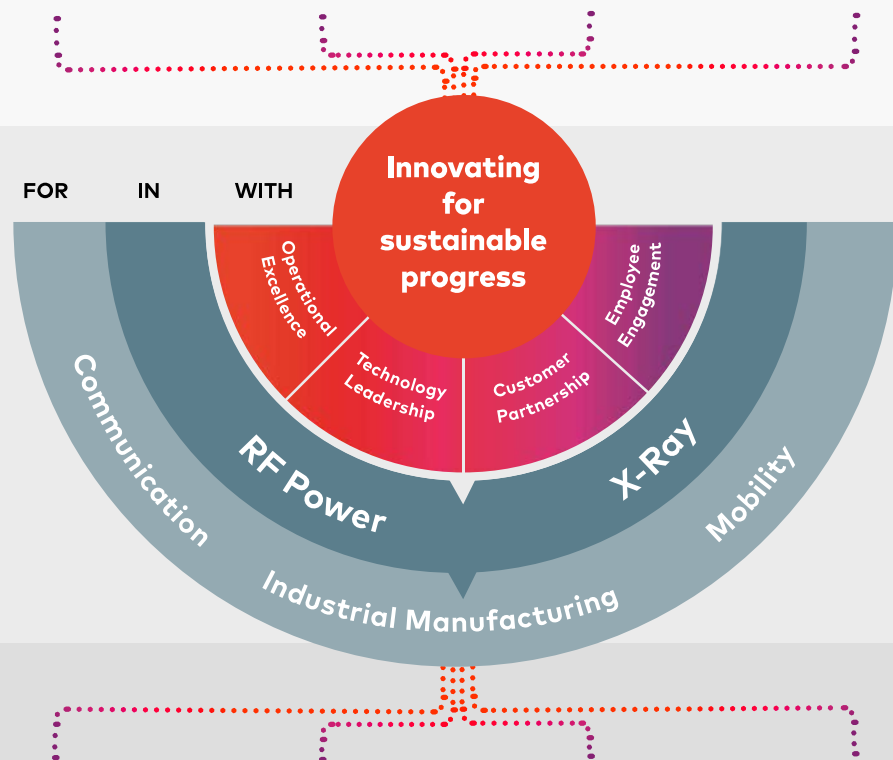 FOR
IN
WITH
Innovating
for
sustainable
progress
Operational
Excellence
Technology
Leadership
Customer
Partnership
Employee
Engagement
RF Power
X-Ray
Communication
Industrial Manufacturing
Mobility